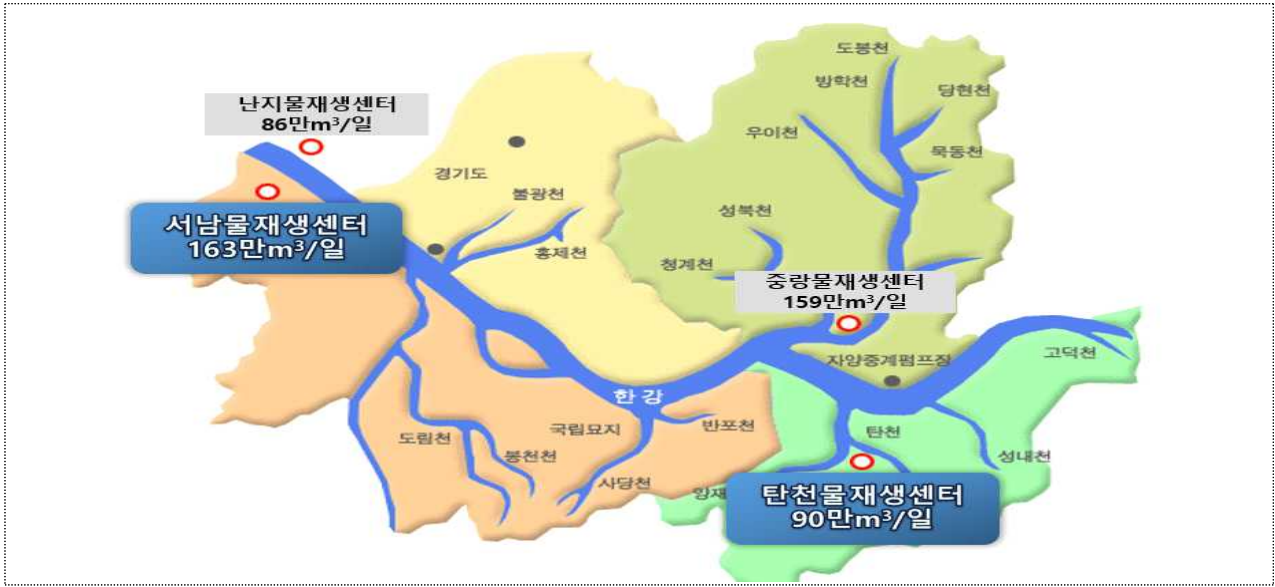 도봉천
방학천
당현천
난지물재생센터
86만m³/일
우이천
묵동천
경기도
불광천
성북천
서남물재생센터
163만m³/일
홍제천
청계천
중랑물재생센터
159만m³/일
고덕천
자양중계펌프장
한 강
반포천
국립묘지
탄천
도림천
봉천천
성내천
사당천
양재
탄천물재생센터
90만m³/일